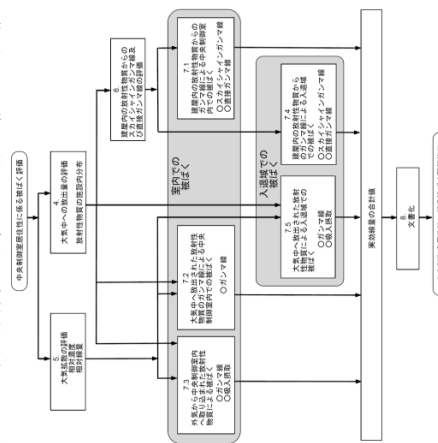 中央制御室居住性に係る被ばく評価
5.
大気拡散の評価
相対濃度
相対線量
4.
大気中への放出量の評価
放射性物質の施設内分布
6.
建屋内の放射性物質からの
スカイシャインガンマ線及
び直接ガンマ線の評価
室内での
被ばく
7.3
外気から中央制御室内
へ取り込まれた放射性
物質による被ばく
○ガンマ線
○吸入摂取
7.2
大気中へ放出された放射性
物質のガンマ線による中央
制御室内での被ばく
○ガンマ線
7.1
建屋内の放射性物質からの
ガンマ線による中央制御室
内での被ばく
○スカイシャインガンマ線
○直接ガンマ線
入退域での
被ばく
7.5
大気中へ放出された放射
性物質による入退域での
被ばく
○ガンマ線
○吸入摂取
7.4
建屋内の放射性物質から
のガンマ線による入退域
での被ばく
○スカイシャインガンマ線
○直接ガンマ線
実効線量の合計値
8.
文書化